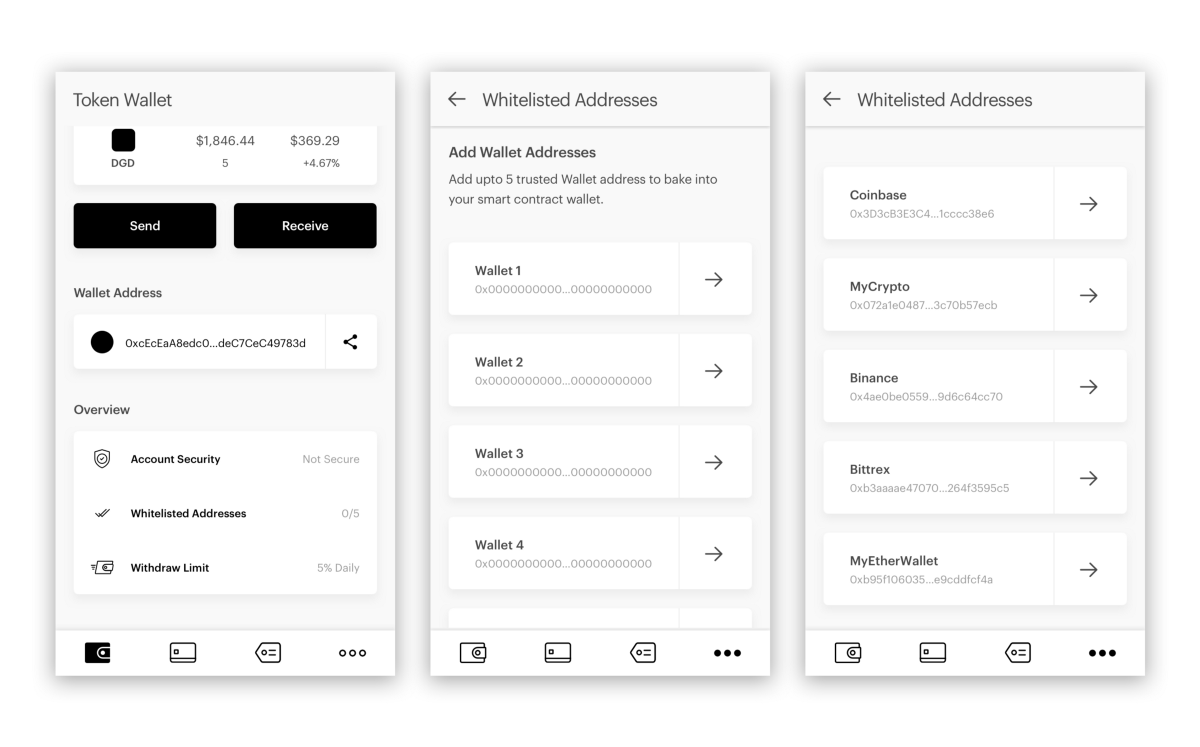 Token Wallet
$1,846.44 $369.29
DGD 5 +4.67%
Send Receive
Wallet Address
0xcEcEaA8edc0...deC7CeC49783d
Overview
Account Security Not Secure
Whitelisted Addresses 0/5
Withdraw Limit 5% Daily
Whitelisted Addresses
Add Wallet Addresses
Add upto 5 trusted Wallet address to bake into
your smart contract wallet.
Wallet 1
0x0000000000...00000000000
Wallet 2
0x0000000000...00000000000
Wallet 3
0x0000000000...00000000000
Wallet 4
0x0000000000...00000000000
Whitelisted Addresses
Coinbase
0x3D3cB3E3C4...1cccc38e6
MyCrypto
0x072a1e0487...3c70b57ecb
Binance
0x4ae0be0559...9d6c64cc70
Bittrex
0xb3aaaae47070...264f3595c5
MyEtherWallet
0xb95f106035...e9cddfcf4a